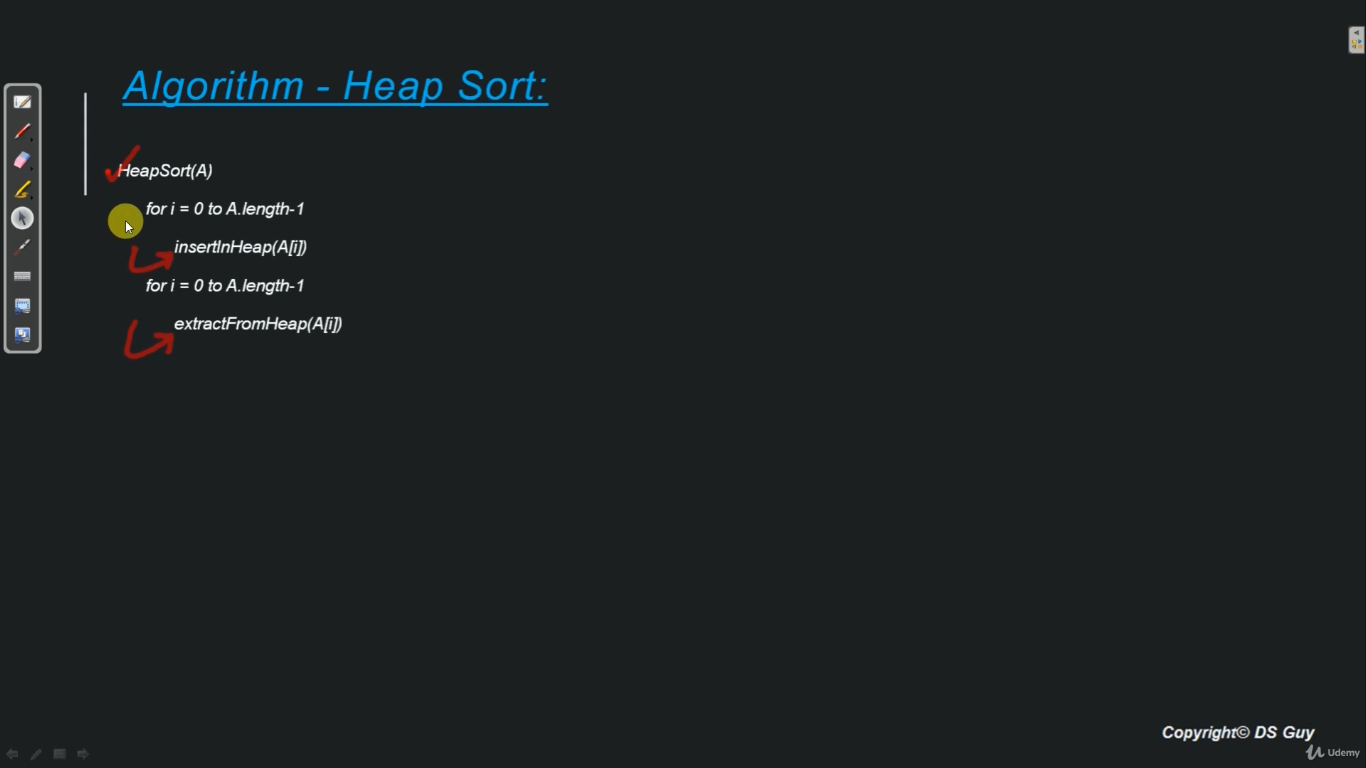 Algorithm - Heap Sort:
HeapSort(A)
for i = 0 to A.length-1
insertInHeap(A[i])
for i = 0 to A.length-1
extractFromHeap(A[i])
Copyright© DS Guy
Udemy